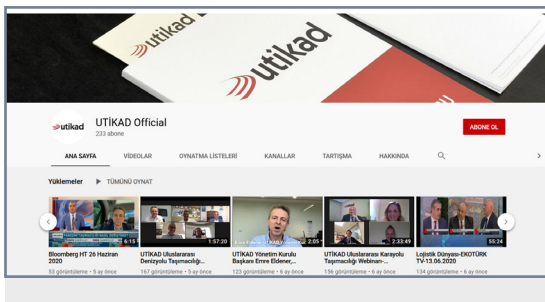 utikad
utikad
utikad
UTİKAD Official
233 abone
ABONE OL
ANA SAYFA VİDEOLAR OYNATMA LİSTELERİ KANALLAR TARTIŞMA HAKKINDA
Yüklemeler TÜMÜNÜ OYNAT
6:15 1:57:20 2:05 2:33:49 55:24
Bloomberg HT 26 Haziran 2020
53 görüntüleme • 5 ay önce
UTİKAD Uluslararası Denizyolu Taşımacılığı...
167 görüntüleme • 5 ay önce
UTİKAD Yönetim Kurulu Başkanı Emre Eldener,...
123 görüntüleme • 6 ay önce
UTİKAD Uluslararası Karayolu Taşımacılığı Webinarı-...
156 görüntüleme • 6 ay önce
Lojistik Dünyası-EKOTÜRK TV-13.06.2020
134 görüntüleme • 6 ay önce